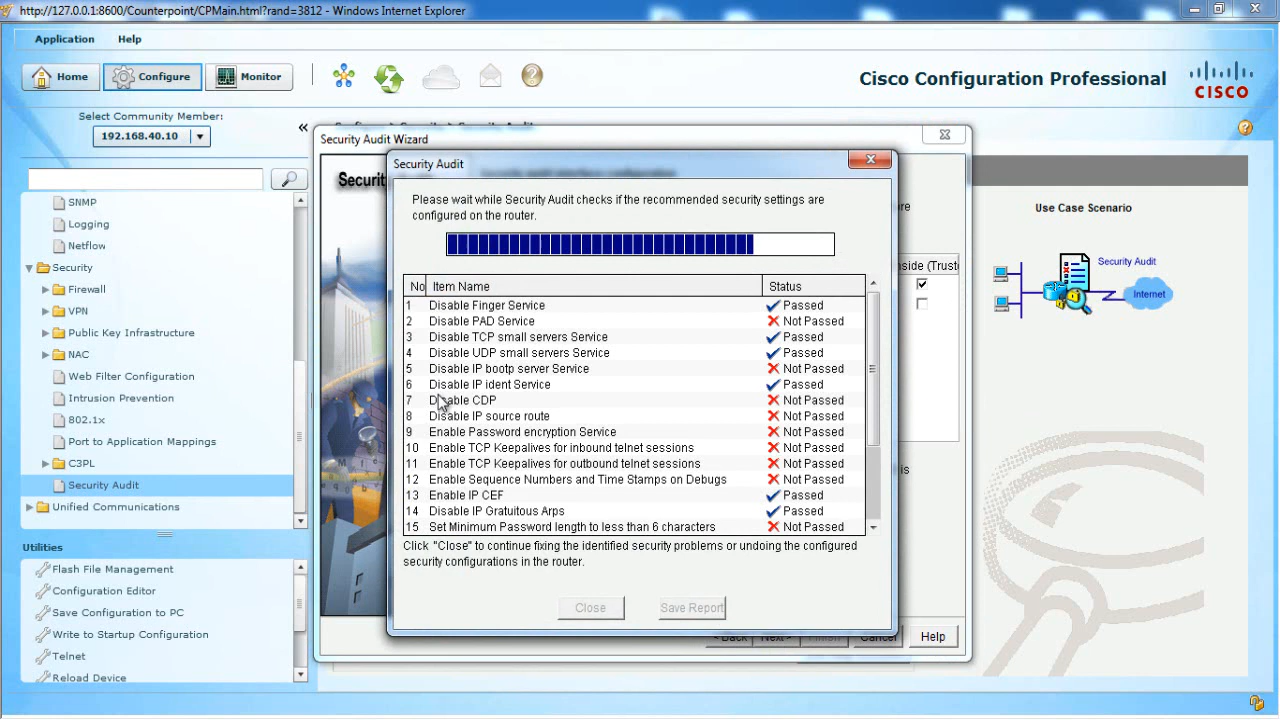 http://127.0.0.1:8600/Counterpoint/CPMain.html?rand=3812 - Windows Internet Explorer
Application Help
Home Configure Monitor
Cisco Configuration Professional
CISCO
Select Community Member:
192.168.40.10
«
SNMP
Logging
Netflow
Security
Firewall
VPN
Public Key Infrastructure
NAC
Web Filter Configuration
Intrusion Prevention
802.1x
Port to Application Mappings
C3PL
Security Audit
Unified Communications
Utilities
Flash File Management
Configuration Editor
Save Configuration to PC
Write to Startup Configuration
Telnet
Reload Device
Security Audit Wizard
Security Audit
Please wait while Security Audit checks if the recommended security settings are
configured on the router.
No Item Name Status
1 Disable Finger Service Passed
2 Disable PAD Service Not Passed
3 Disable TCP small servers Service Passed
4 Disable UDP small servers Service Passed
5 Disable IP bootp server Service Not Passed
6 Disable IP ident Service Passed
7 Disable CDP Not Passed
8 Disable IP source route Not Passed
9 Enable Password encryption Service Not Passed
10 Enable TCP Keepalives for inbound telnet sessions Not Passed
11 Enable TCP Keepalives for outbound telnet sessions Not Passed
12 Enable Sequence Numbers and Time Stamps on Debugs Not Passed
13 Enable IP CEF Passed
14 Disable IP Gratuitous Arps Passed
15 Set Minimum Password length to less than 6 characters Not Passed
Click "Close" to continue fixing the identified security problems or undoing the configured
security configurations in the router.
Close Save Report
< Back Next > Finish Cancel Help
Use Case Scenario
Security Audit
Internet